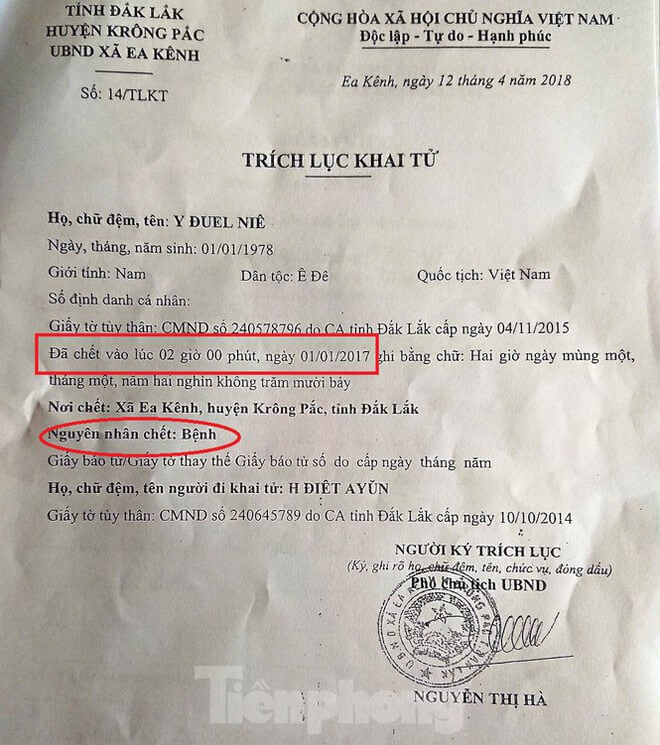 TỈNH ĐẮK LẮK
HUYỆN KRÔNG PẮC
UBND XÃ EA KÊNH
Số: 14/TLKT
CỘNG HÒA XÃ HỘI CHỦ NGHĨA VIỆT NAM
Độc lập - Tự do - Hạnh phúc
Ea Kênh, ngày 12 tháng 4 năm 2018
TRÍCH LỤC KHAI TỬ
Họ, chữ đệm, tên: Y ĐUEL NIÊ
Ngày, tháng, năm sinh: 01/01/1978
Giới tính: Nam Dân tộc: Ê Đê Quốc tịch: Việt Nam
Số định danh cá nhân:
Giấy tờ tùy thân: CMND số 240578796 do CA tỉnh Đắk Lắk cấp ngày 04/11/2015
Đã chết vào lúc 02 giờ 00 phút, ngày 01/01/2017 ghi bằng chữ: Hai giờ ngày mùng một,
tháng một, năm hai nghìn không trăm mười bảy
Nơi chết: Xã Ea Kênh, huyện Krông Pắc, tỉnh Đắk Lắk
Nguyên nhân chết: Bệnh
Giấy báo tử/Giấy tờ thay thế Giấy báo tử số do cấp ngày tháng năm
Họ, chữ đệm, tên người đi khai tử: H ĐIỆT AYŬN
Giấy tờ tùy thân: CMND số 240645789 do CA tỉnh Đắk Lắk cấp ngày 10/10/2014
NGƯỜI KÝ TRÍCH LỤC
(Ký, ghi rõ họ, chữ đệm, tên, chức vụ, đóng dấu)
Phó chủ tịch UBND
NGUYỄN THỊ HÀ
Tiền phong